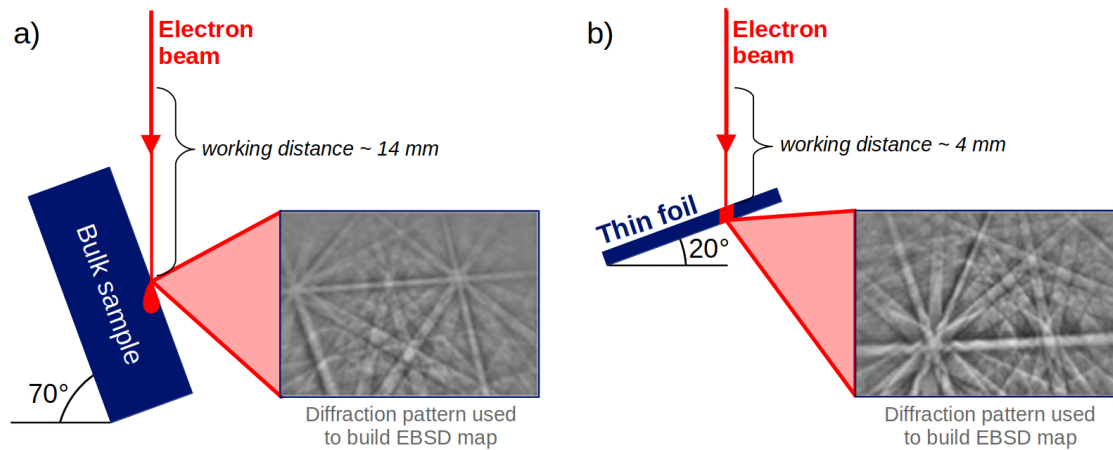 a)
Electron
beam
working distance ~ 14 mm
Bulk sample
70°
Diffraction pattern used
to build EBSD map
b)
Electron
beam
working distance ~ 4 mm
Thin foil
20°
Diffraction pattern used
to build EBSD map